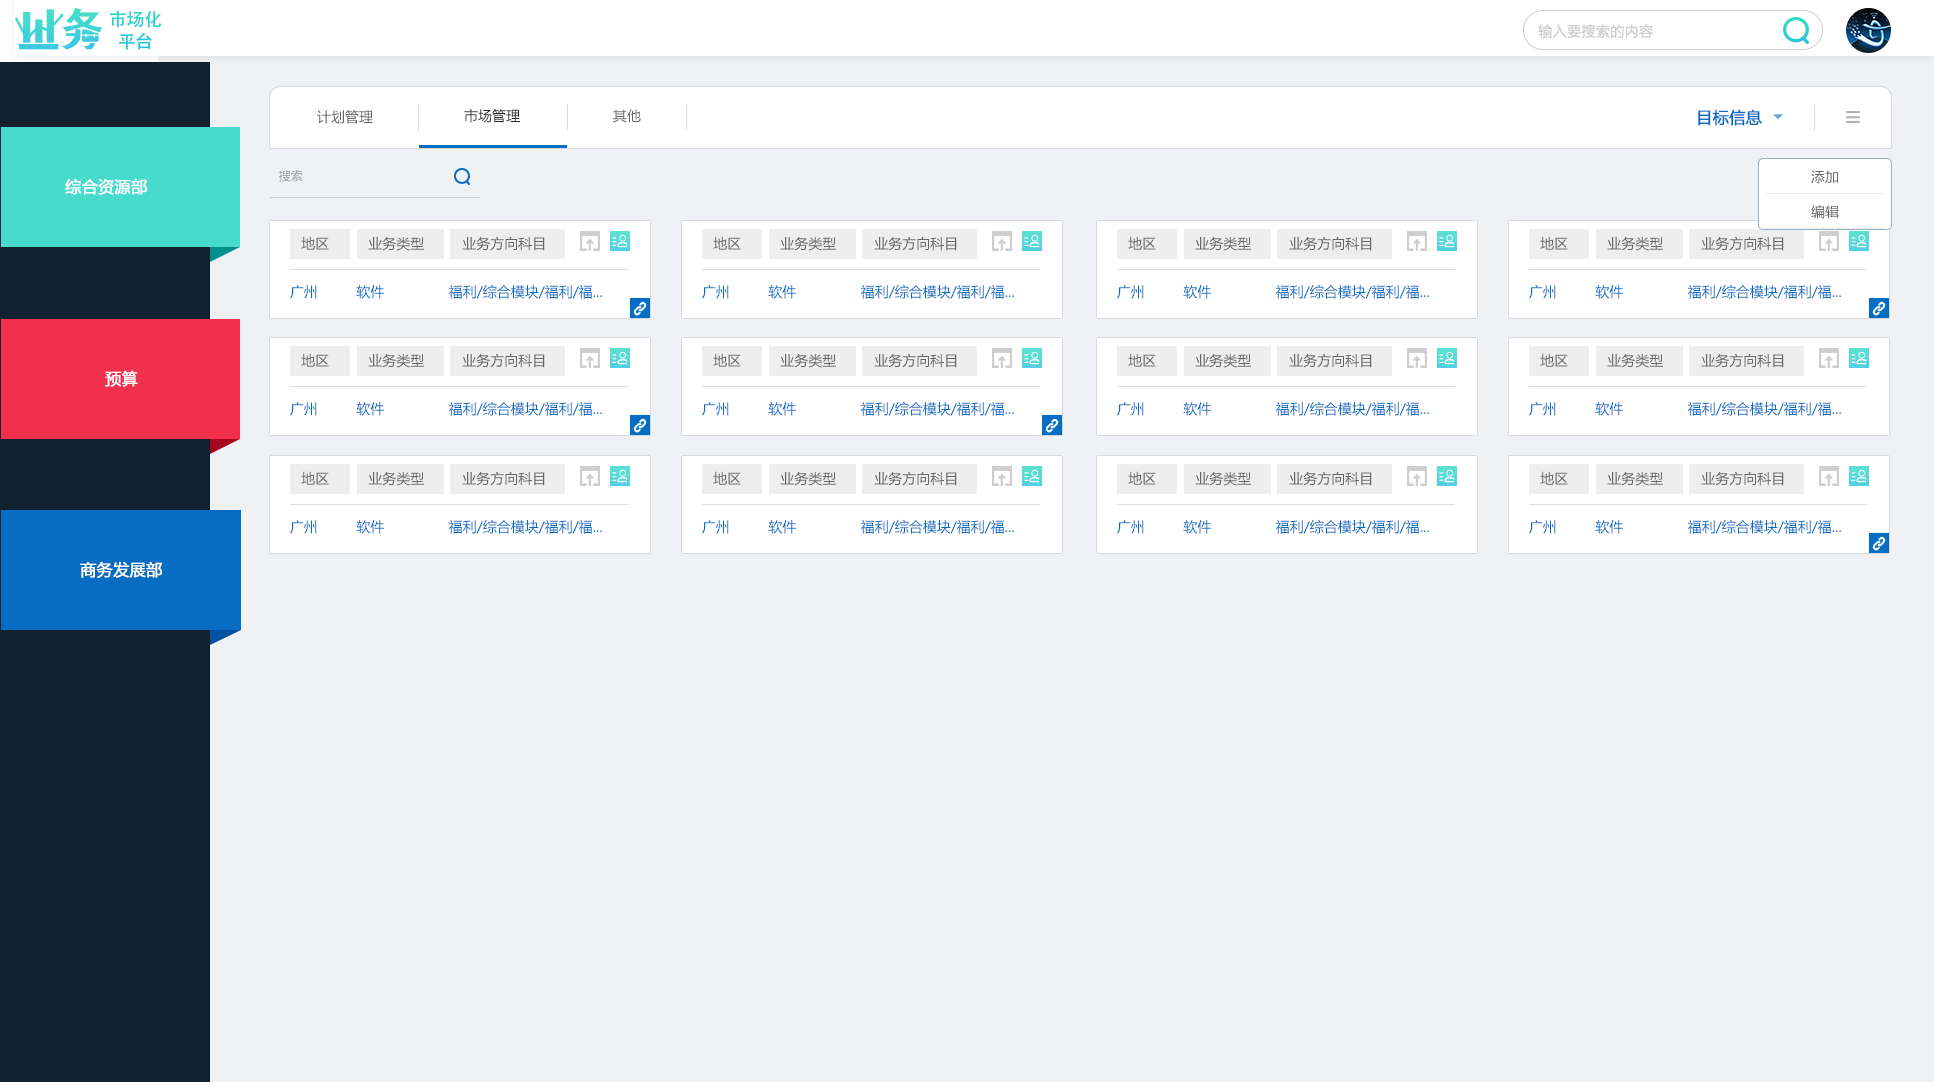 业务 市场化
平台
输入要搜索的内容
计划管理 市场管理 其他 目标信息
搜索
添加
编辑
综合资源部
预算
商务发展部
地区 业务类型 业务方向科目 地区 业务类型 业务方向科目 地区 业务类型 业务方向科目 地区 业务类型 业务方向科目
广州 软件 福利/综合模块/福利/福... 广州 软件 福利/综合模块/福利/福... 广州 软件 福利/综合模块/福利/福... 广州 软件 福利/综合模块/福利/福...
地区 业务类型 业务方向科目 地区 业务类型 业务方向科目 地区 业务类型 业务方向科目 地区 业务类型 业务方向科目
广州 软件 福利/综合模块/福利/福... 广州 软件 福利/综合模块/福利/福... 广州 软件 福利/综合模块/福利/福... 广州 软件 福利/综合模块/福利/福...
地区 业务类型 业务方向科目 地区 业务类型 业务方向科目 地区 业务类型 业务方向科目 地区 业务类型 业务方向科目
广州 软件 福利/综合模块/福利/福... 广州 软件 福利/综合模块/福利/福... 广州 软件 福利/综合模块/福利/福... 广州 软件 福利/综合模块/福利/福...